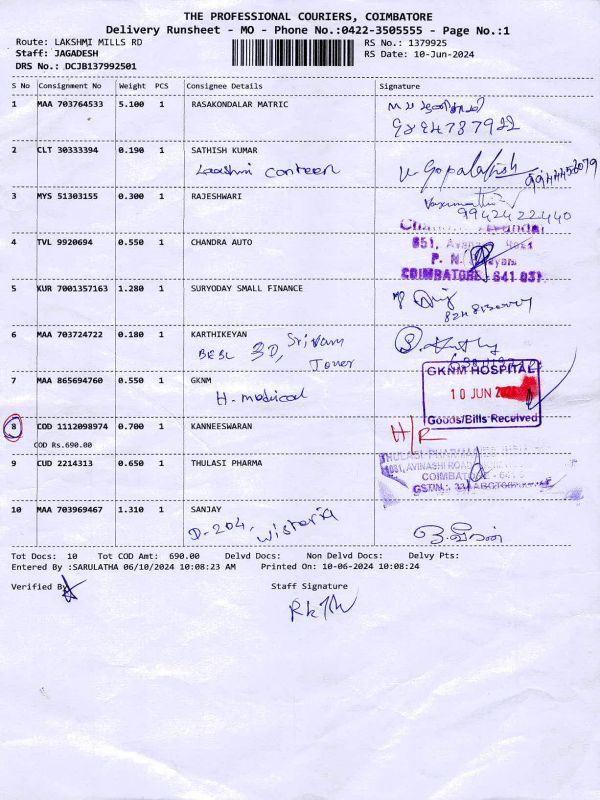 THE PROFESSIONAL COURIERS, COIMBATORE
Delivery Runsheet - MO - Phone No.:0422-3505555 - Page No.:1
Route: LAKSHMI MILLS RD RS No.: 1379925
Staff: JAGADESH RS Date: 10-Jun-2024
DRS No.: DCJB137992501
S No Consignment No Weight PCS Consignee Details Signature
1 MAA 703764533 5.100 1 RASAKONDALAR MATRIC
2 CLT 30333394 0.190 1 SATHISH KUMAR
Laxshmi canteen
3 MYS 51303155 0.300 1 RAJESHWARI
9942422440
4 TVL 9920694 0.550 1 CHANDRA AUTO
COIMBATORE - 641 037.
5 KUR 7001357163 1.280 1 SURYODAY SMALL FINANCE
6 MAA 703724722 0.180 1 KARTHIKEYAN
BEBL 3D, Sriram
Tower
7 MAA 865694760 0.550 1 GKNM
H-medical
GKNM HOSPITAL
10 JUN
Goods/Bills Received
8 COD 1112098974 0.700 1 KANNEESWARAN
COD Rs.690.00
H/R
9 CUD 2214313 0.650 1 THULASI PHARMA
THULASI PHARMA
AVINASHI ROAD
COIMBATORE
GSTIN:
10 MAA 703969467 1.310 1 SANJAY
D-204, Wisteria
Tot Docs: 10 Tot COD Amt: 690.00 Delvd Docs: Non Delvd Docs: Delvy Pts:
Entered By :SARULATHA 06/10/2024 10:08:23 AM Printed On: 10-06-2024 10:08:24
Verified By Staff Signature